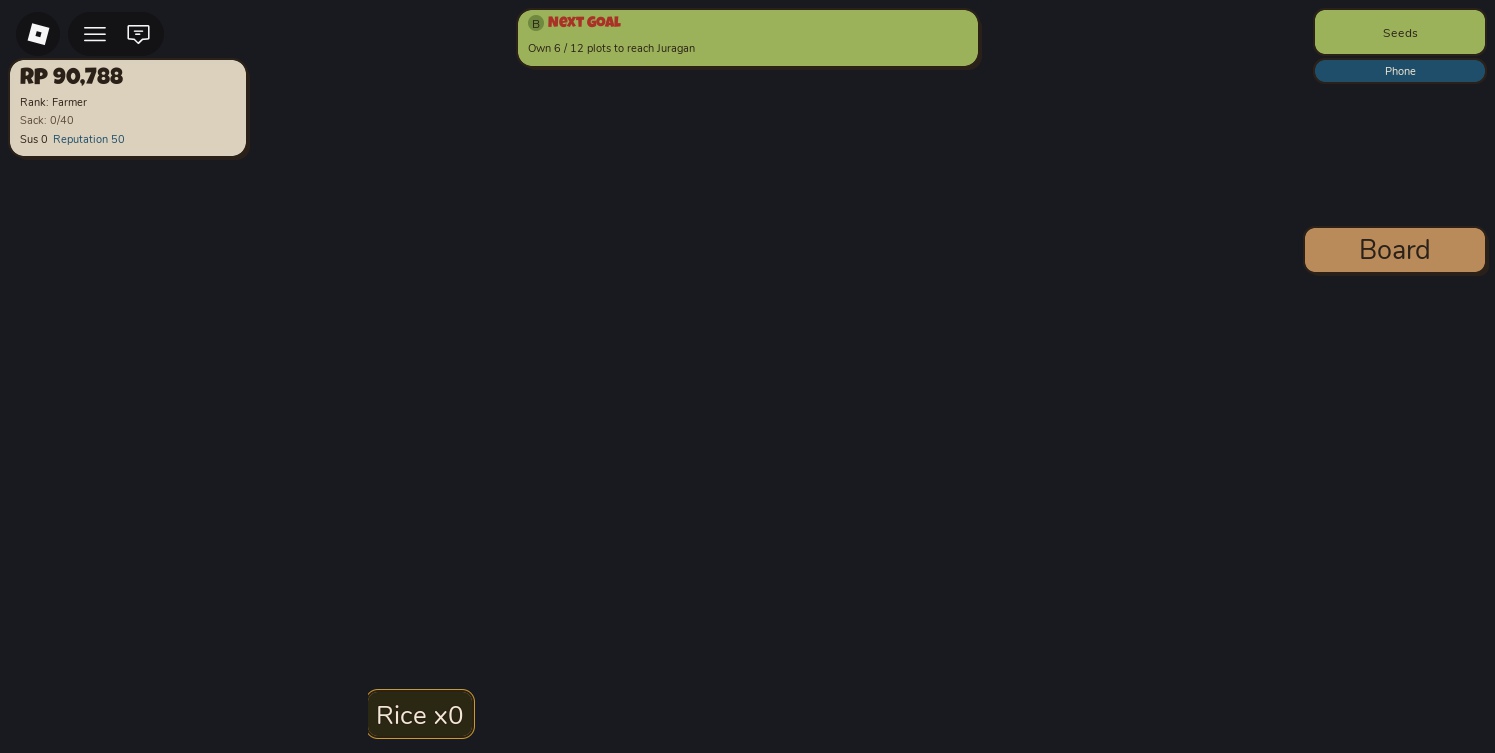 B Next Goal
Own 6 / 12 plots to reach Juragan
Seeds
Phone
RP 90,788
Rank: Farmer
Sack: 0/40
Sus 0 Reputation 50
Board
Rice x0